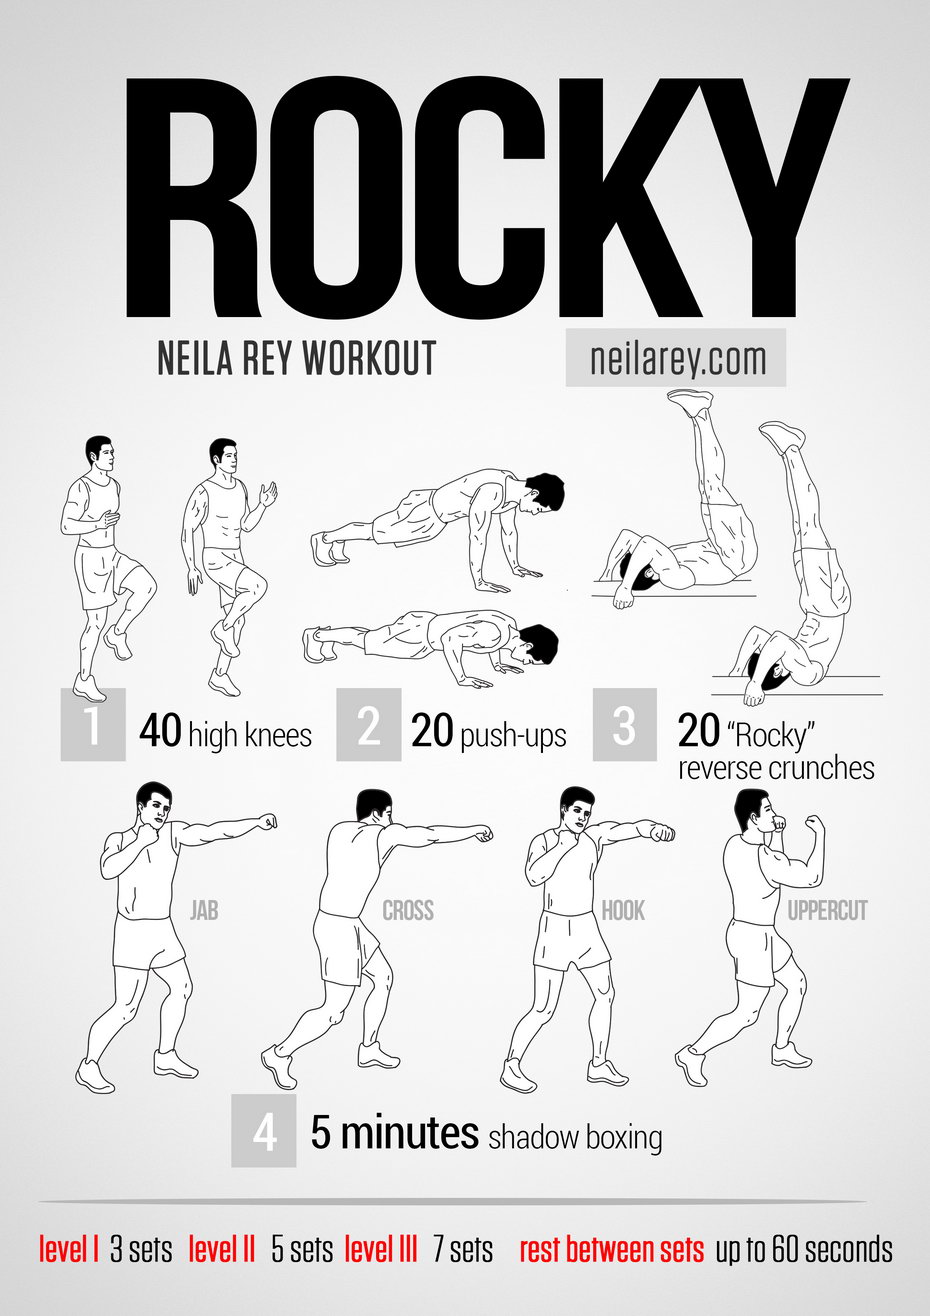 ROCKY
NEILA REY WORKOUT
neilarey.com
1 40 high knees
2 20 push-ups
3 20 “Rocky”
reverse crunches
JAB
CROSS
HOOK
UPPERCUT
4 5 minutes shadow boxing
level I 3 sets level II 5 sets level III 7 sets rest between sets up to 60 seconds